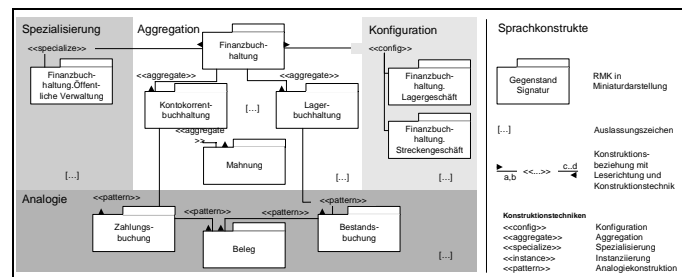 Spezialisierung
Aggregation
Konfiguration
Sprachkonstrukte
<<specialize>>
Finanzbuch-
haltung
<<config>>
Finanzbuch-
haltung.Öffent-
liche Verwaltung
<<aggregate>>
<<aggregate>>
Finanzbuch-
haltung.
Lagergeschäft
Gegenstand
Signatur
RMK in
Miniaturdarstellung
Kontokorrent-
buchhaltung
[...]
Lager-
buchhaltung
<<aggregate
>>
Finanzbuch-
haltung.
Streckengeschäft
[...]
Auslassungszeichen
Mahnung
[...]
[...]
[...]
a,b
<<...>>
c..d
Konstruktions-
beziehung mit
Leserichtung und
Konstruktionstechnik
Analogie
<<pattern>>
<<pattern>>
<<pattern>>
<<pattern>>
Zahlungs-
buchung
Beleg
Bestands-
buchung
[...]
Konstruktionstechniken
<<config>> Konfiguration
<<aggregate>> Aggregation
<<specialize>> Spezialisierung
<<instance>> Instanziierung
<<pattern>> Analogiekonstruktion